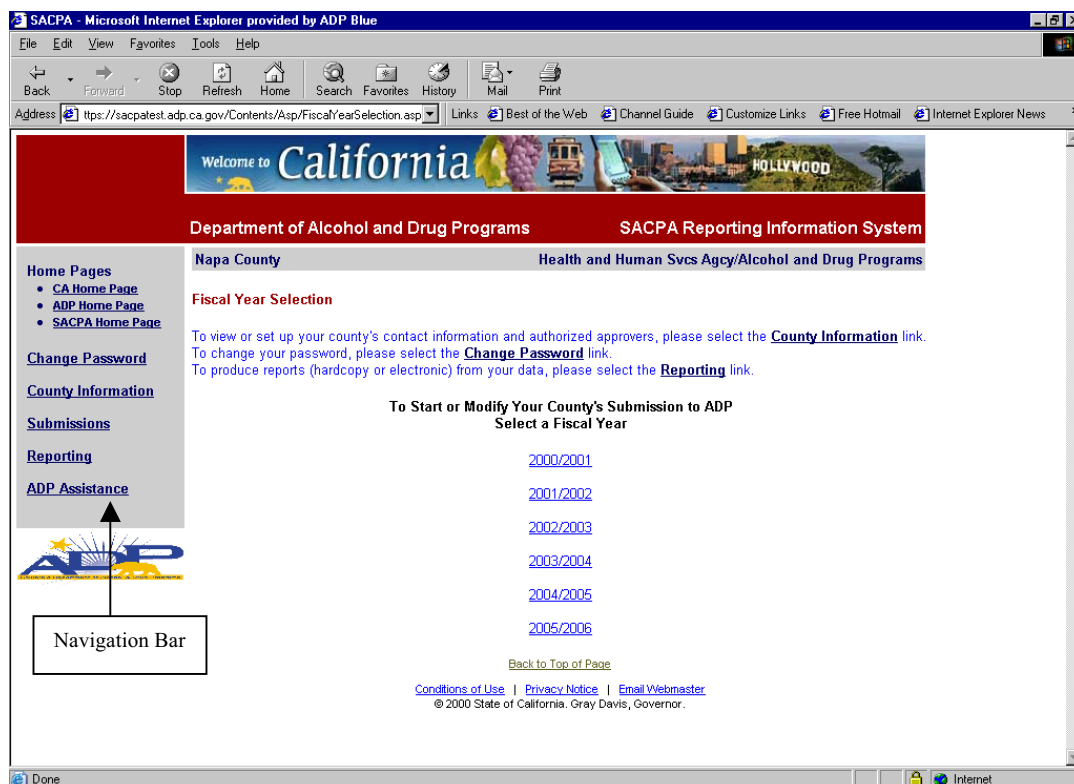 SACPA - Microsoft Internet Explorer provided by ADP Blue
File Edit View Favorites Tools Help
Back Forward Stop Refresh Home Search Favorites History Mail Print
Address ttps://sacpatest.adp.ca.gov/Contents/Asp/FiscalYearSelection.asp Links Best of the Web Channel Guide Customize Links Free Hotmail Internet Explorer News
Welcome to California
HOLLYWOOD
Department of Alcohol and Drug Programs SACPA Reporting Information System
Napa County Health and Human Svcs Agcy/Alcohol and Drug Programs
Home Pages
• CA Home Page
• ADP Home Page
• SACPA Home Page
Change Password
County Information
Submissions
Reporting
ADP Assistance
ADP
Navigation Bar
Fiscal Year Selection
To view or set up your county's contact information and authorized approvers, please select the County Information link.
To change your password, please select the Change Password link.
To produce reports (hardcopy or electronic) from your data, please select the Reporting link.
To Start or Modify Your County's Submission to ADP
Select a Fiscal Year
2000/2001
2001/2002
2002/2003
2003/2004
2004/2005
2005/2006
Back to Top of Page
Conditions of Use | Privacy Notice | Email Webmaster
© 2000 State of California. Gray Davis, Governor.
Done Internet